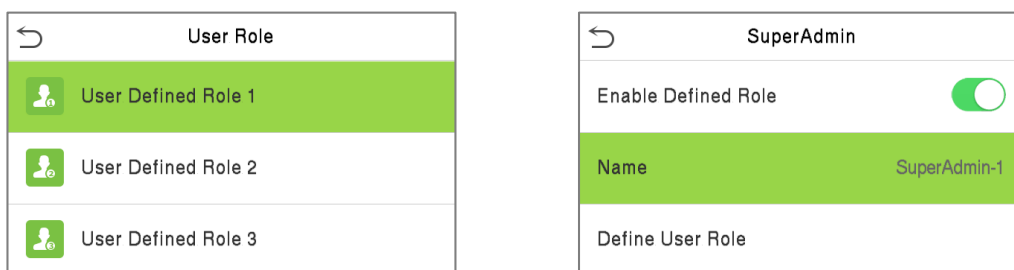 User Role
User Defined Role 1
User Defined Role 2
User Defined Role 3
SuperAdmin
Enable Defined Role
Name SuperAdmin-1
Define User Role